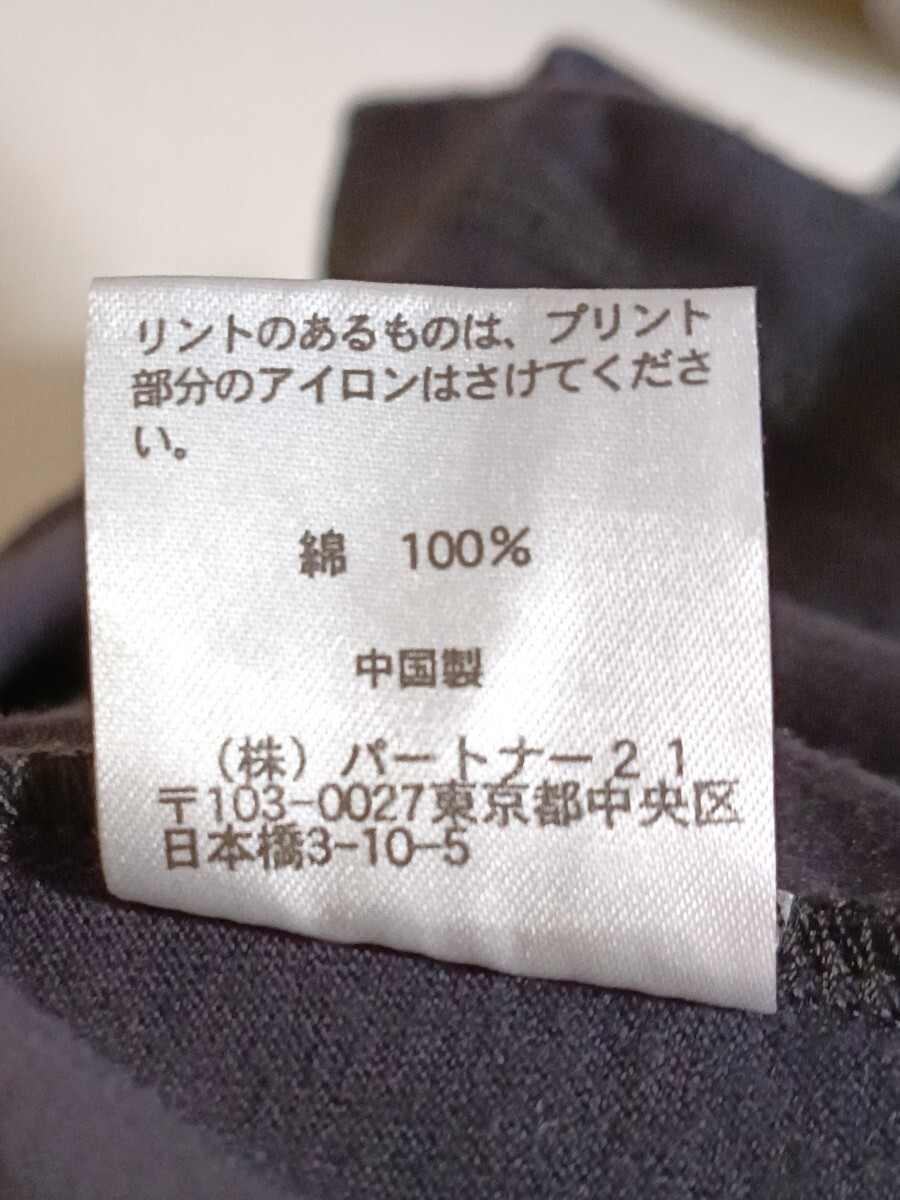 リントのあるものは、プリント
部分のアイロンはさけてくださ
い。
綿 100%
中国製
(株) パートナー21
〒103-0027東京都中央区
日本橋3-10-5